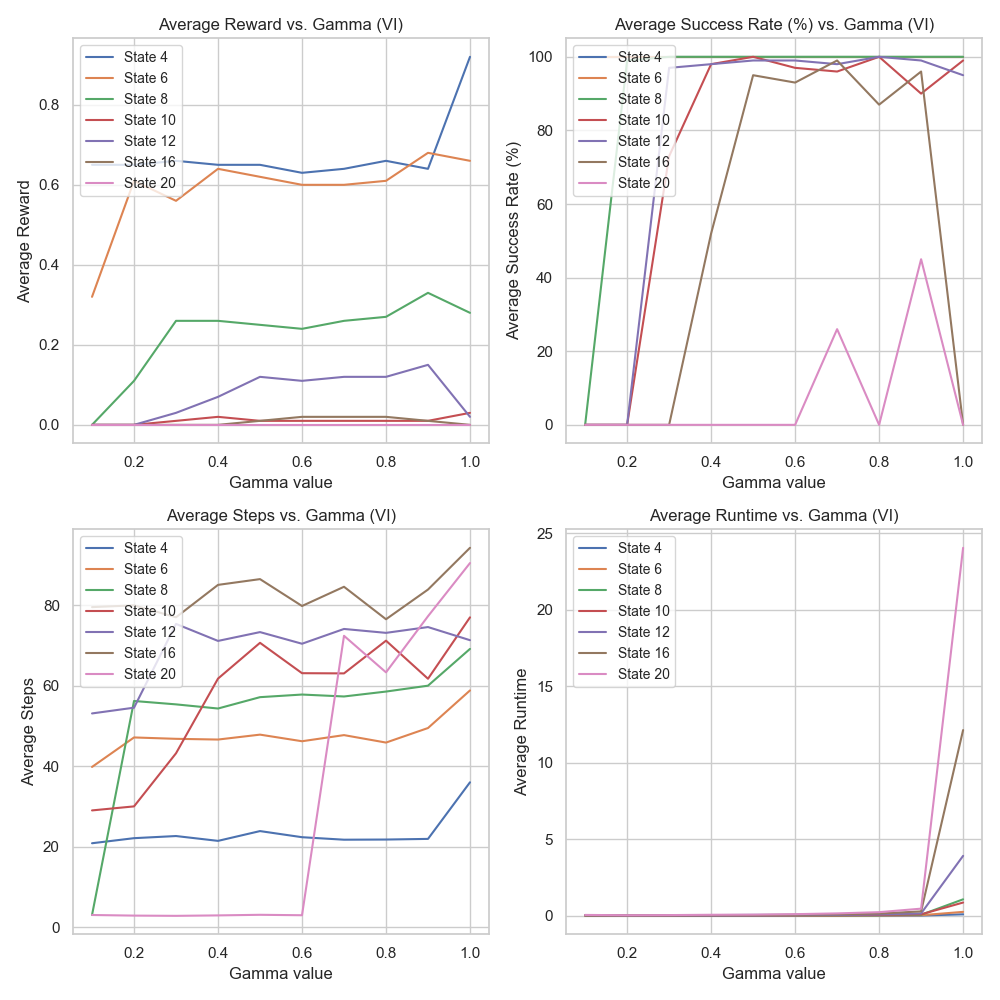 Average Reward vs. Gamma (VI)
State 4
State 6
State 8
State 10
State 12
State 16
State 20
Average Reward
0.8
0.6
0.4
0.2
0.0
0.2 0.4 0.6 0.8 1.0
Gamma value
Average Success Rate (%) vs. Gamma (VI)
State 4
State 6
State 8
State 10
State 12
State 16
State 20
Average Success Rate (%)
100
80
60
40
20
0
0.2 0.4 0.6 0.8 1.0
Gamma value
Average Steps vs. Gamma (VI)
State 4
State 6
State 8
State 10
State 12
State 16
State 20
Average Steps
80
60
40
20
0
0.2 0.4 0.6 0.8 1.0
Gamma value
Average Runtime vs. Gamma (VI)
State 4
State 6
State 8
State 10
State 12
State 16
State 20
Average Runtime
25
20
15
10
5
0
0.2 0.4 0.6 0.8 1.0
Gamma value